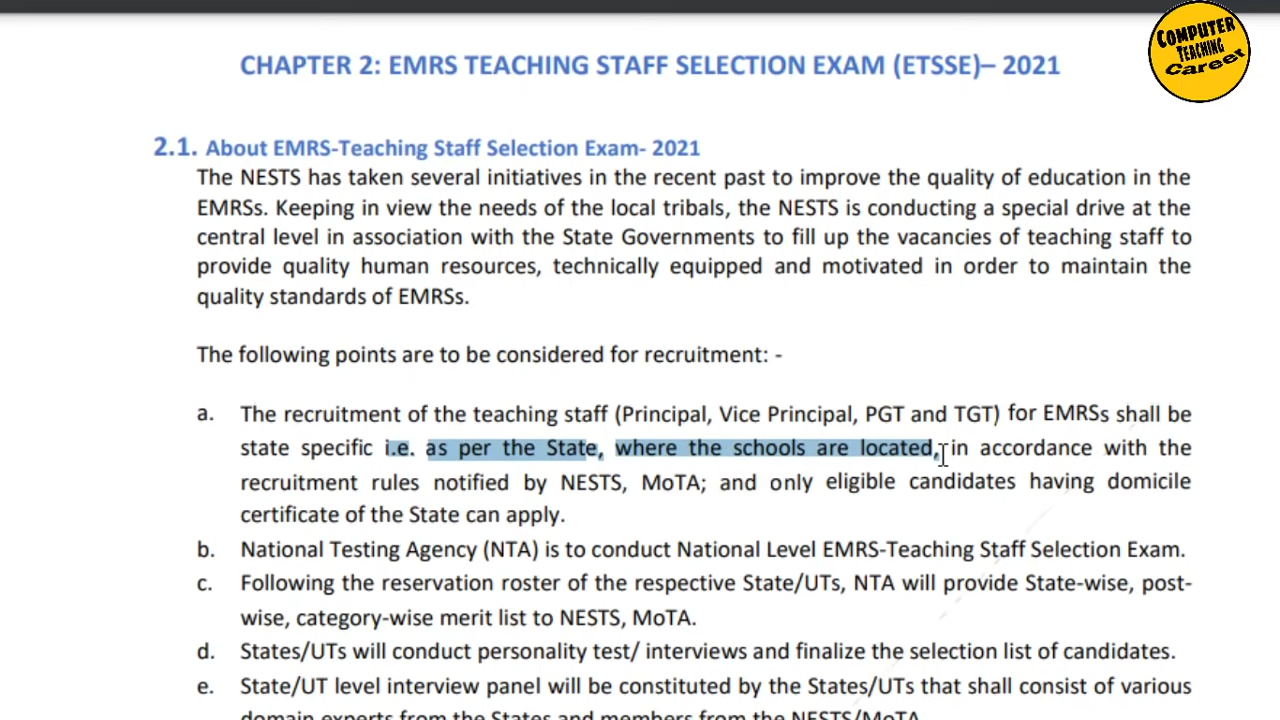 COMPUTER
TEACHING
Career
CHAPTER 2: EMRS TEACHING STAFF SELECTION EXAM (ETSSE)– 2021
2.1. About EMRS-Teaching Staff Selection Exam- 2021
The NESTS has taken several initiatives in the recent past to improve the quality of education in the
EMRSs. Keeping in view the needs of the local tribals, the NESTS is conducting a special drive at the
central level in association with the State Governments to fill up the vacancies of teaching staff to
provide quality human resources, technically equipped and motivated in order to maintain the
quality standards of EMRSs.
The following points are to be considered for recruitment: -
a. The recruitment of the teaching staff (Principal, Vice Principal, PGT and TGT) for EMRSs shall be
state specific i.e. as per the State, where the schools are located, in accordance with the
recruitment rules notified by NESTS, MoTA; and only eligible candidates having domicile
certificate of the State can apply.
b. National Testing Agency (NTA) is to conduct National Level EMRS-Teaching Staff Selection Exam.
c. Following the reservation roster of the respective State/UTs, NTA will provide State-wise, post-
wise, category-wise merit list to NESTS, MoTA.
d. States/UTs will conduct personality test/ interviews and finalize the selection list of candidates.
e. State/UT level interview panel will be constituted by the States/UTs that shall consist of various
domain experts from the States and members from the NESTS/MoTA